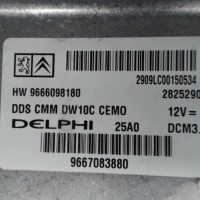 2909LC00150534
HW 9666098180
2825290
DDS CMM DW10C CEMO
12V=
DELPHI
25A0
DCM3.
9667083880